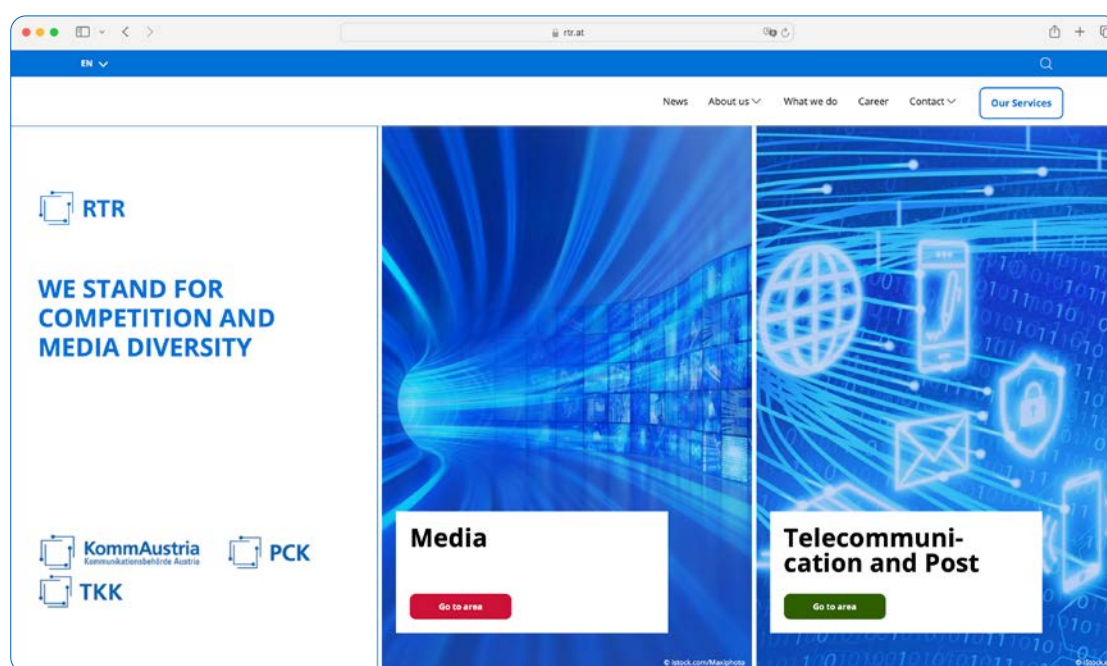 rtr.at
EN
News About us What we do Career Contact Our Services
RTR
WE STAND FOR
COMPETITION AND
MEDIA DIVERSITY
KommAustria
Kommunikationsbehörde Austria
PCK
TKK
Media
Go to area
© istock.com/Maxiphoto
Telecommuni-
cation and Post
Go to area